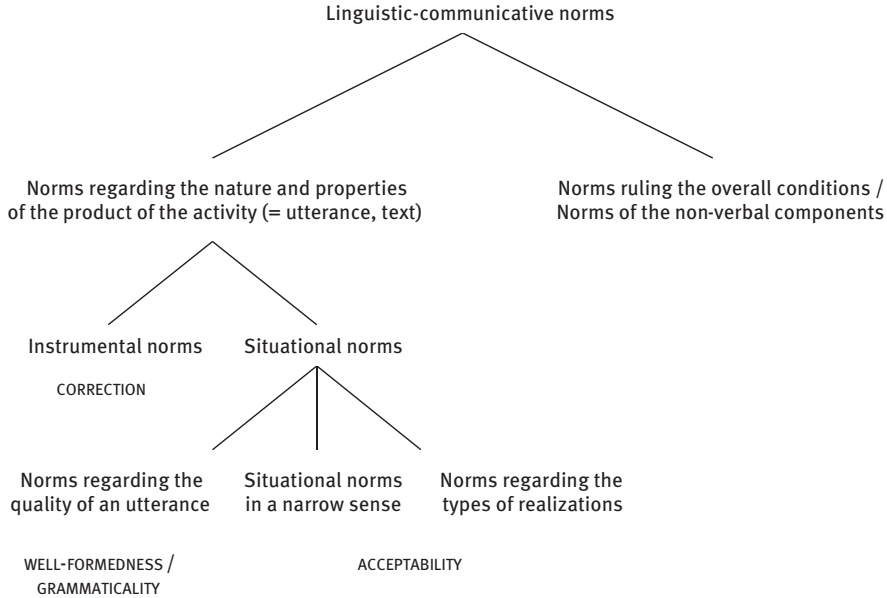 Linguistic-communicative norms
Norms regarding the nature and properties
of the product of the activity (= utterance, text)
Norms ruling the overall conditions /
Norms of the non-verbal components
Instrumental norms
CORRECTION
Situational norms
Norms regarding the
quality of an utterance
Situational norms
in a narrow sense
Norms regarding the
types of realizations
WELL-FORMEDNESS /
GRAMMATICALITY
ACCEPTABILITY